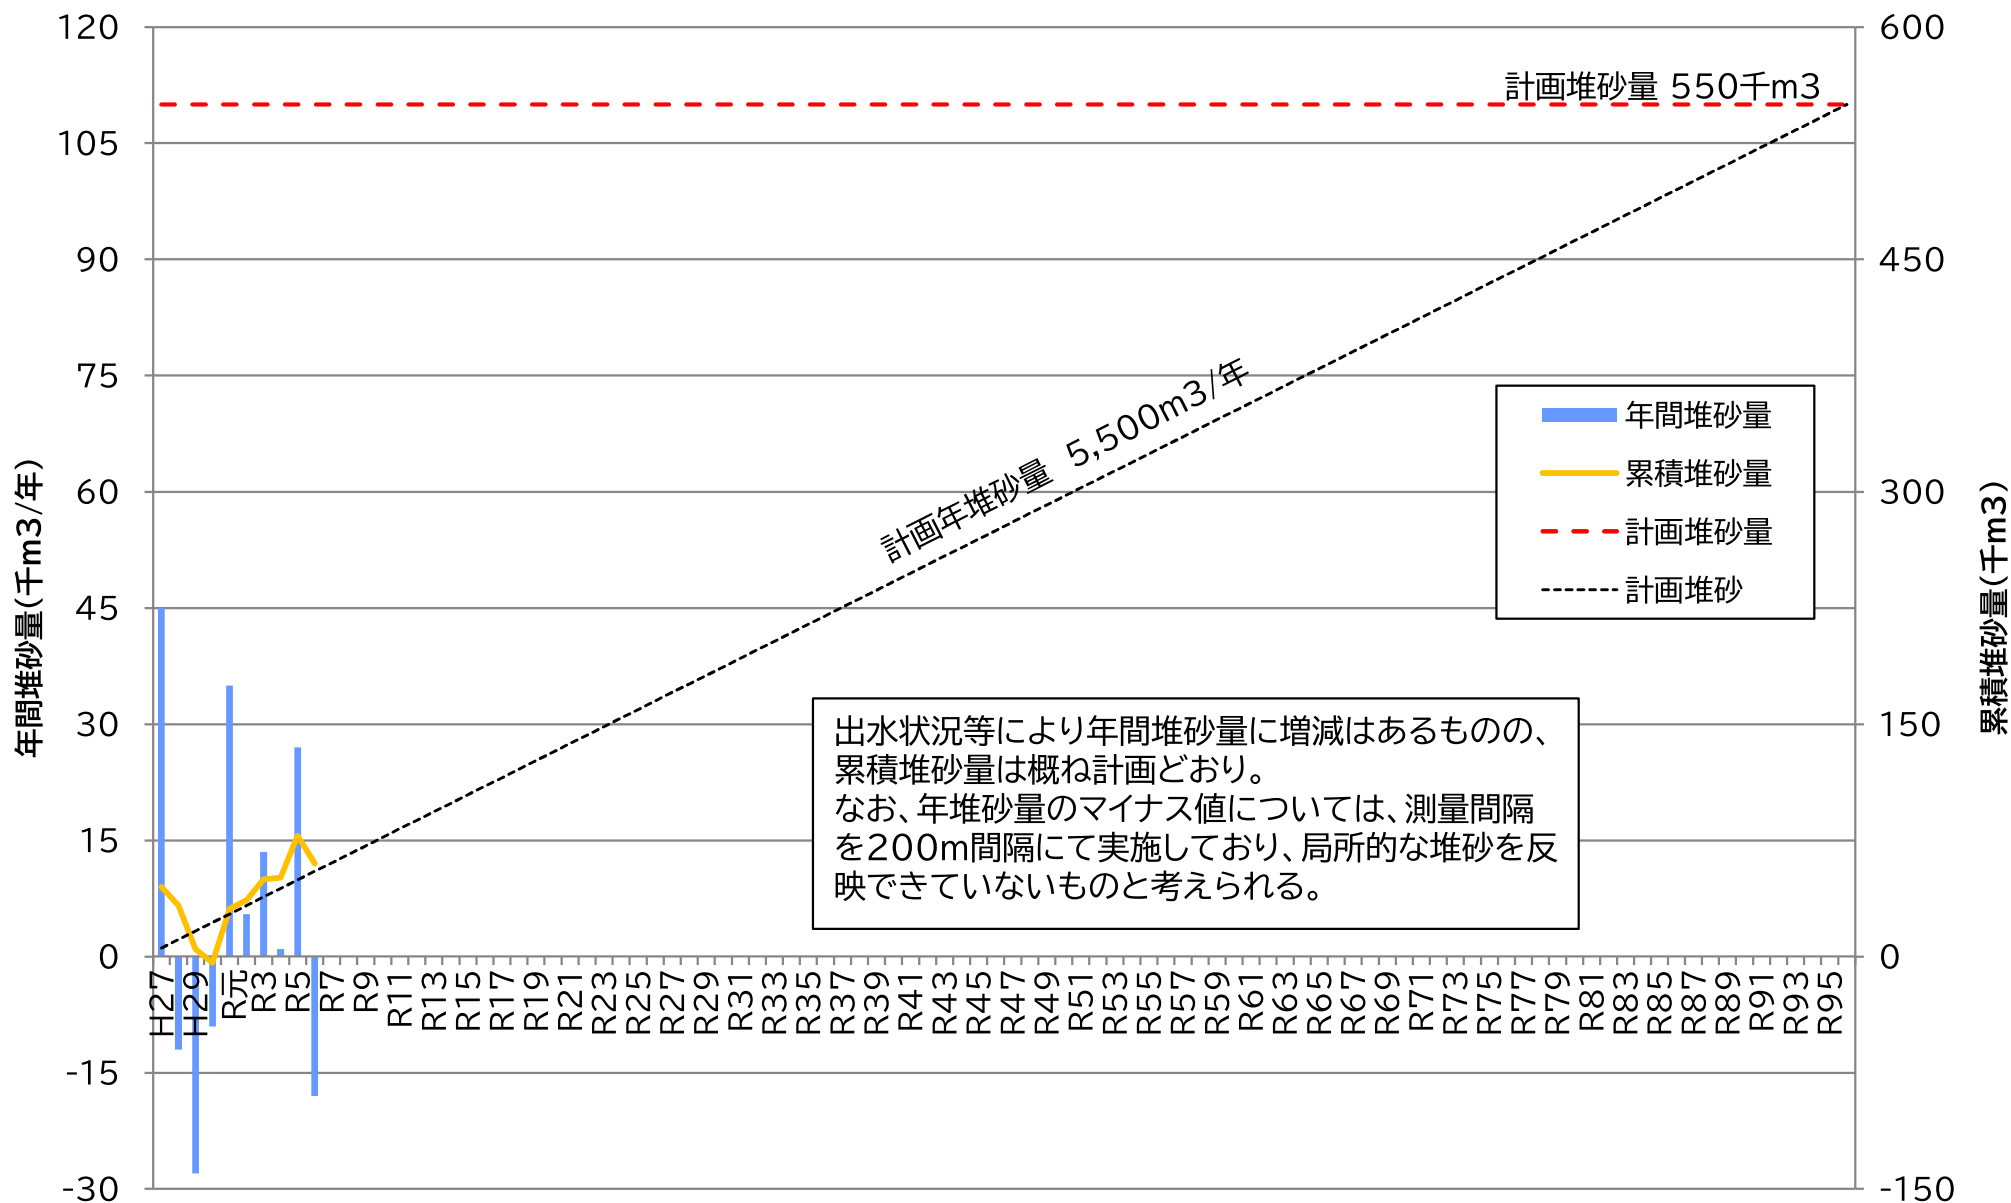 120
105
90
75
60
45
30
15
0
-15
-30
年間堆砂量(千m3/年)
600
450
300
150
0
-150
累積堆砂量(千m3)
計画堆砂量 550千m3
計画年堆砂量 5,500m3/年
年間堆砂量
累積堆砂量
計画堆砂量
計画堆砂
出水状況等により年間堆砂量に増減はあるものの、
累積堆砂量は概ね計画どおり。
なお、年堆砂量のマイナス値については、測量間隔
を200m間隔にて実施しており、局所的な堆砂を反
映できていないものと考えられる。
H27
H29
R元
R3
R5
R7
R9
R11
R13
R15
R17
R19
R21
R23
R25
R27
R29
R31
R33
R35
R37
R39
R41
R43
R45
R47
R49
R51
R53
R55
R57
R59
R61
R63
R65
R67
R69
R71
R73
R75
R77
R79
R81
R83
R85
R87
R89
R91
R93
R95